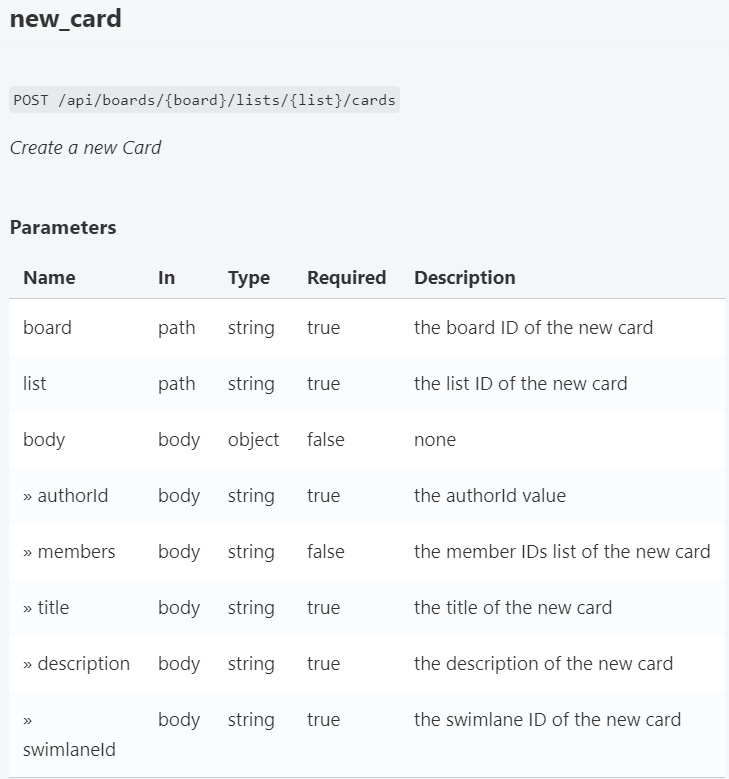 new_card
POST /api/boards/{board}/lists/{list}/cards
Create a new Card
Parameters
Name In Type Required Description
board path string true the board ID of the new card
list path string true the list ID of the new card
body body object false none
» authorId body string true the authorId value
» members body string false the member IDs list of the new card
» title body string true the title of the new card
» description body string true the description of the new card
» body string true the swimlane ID of the new card
swimlaneId